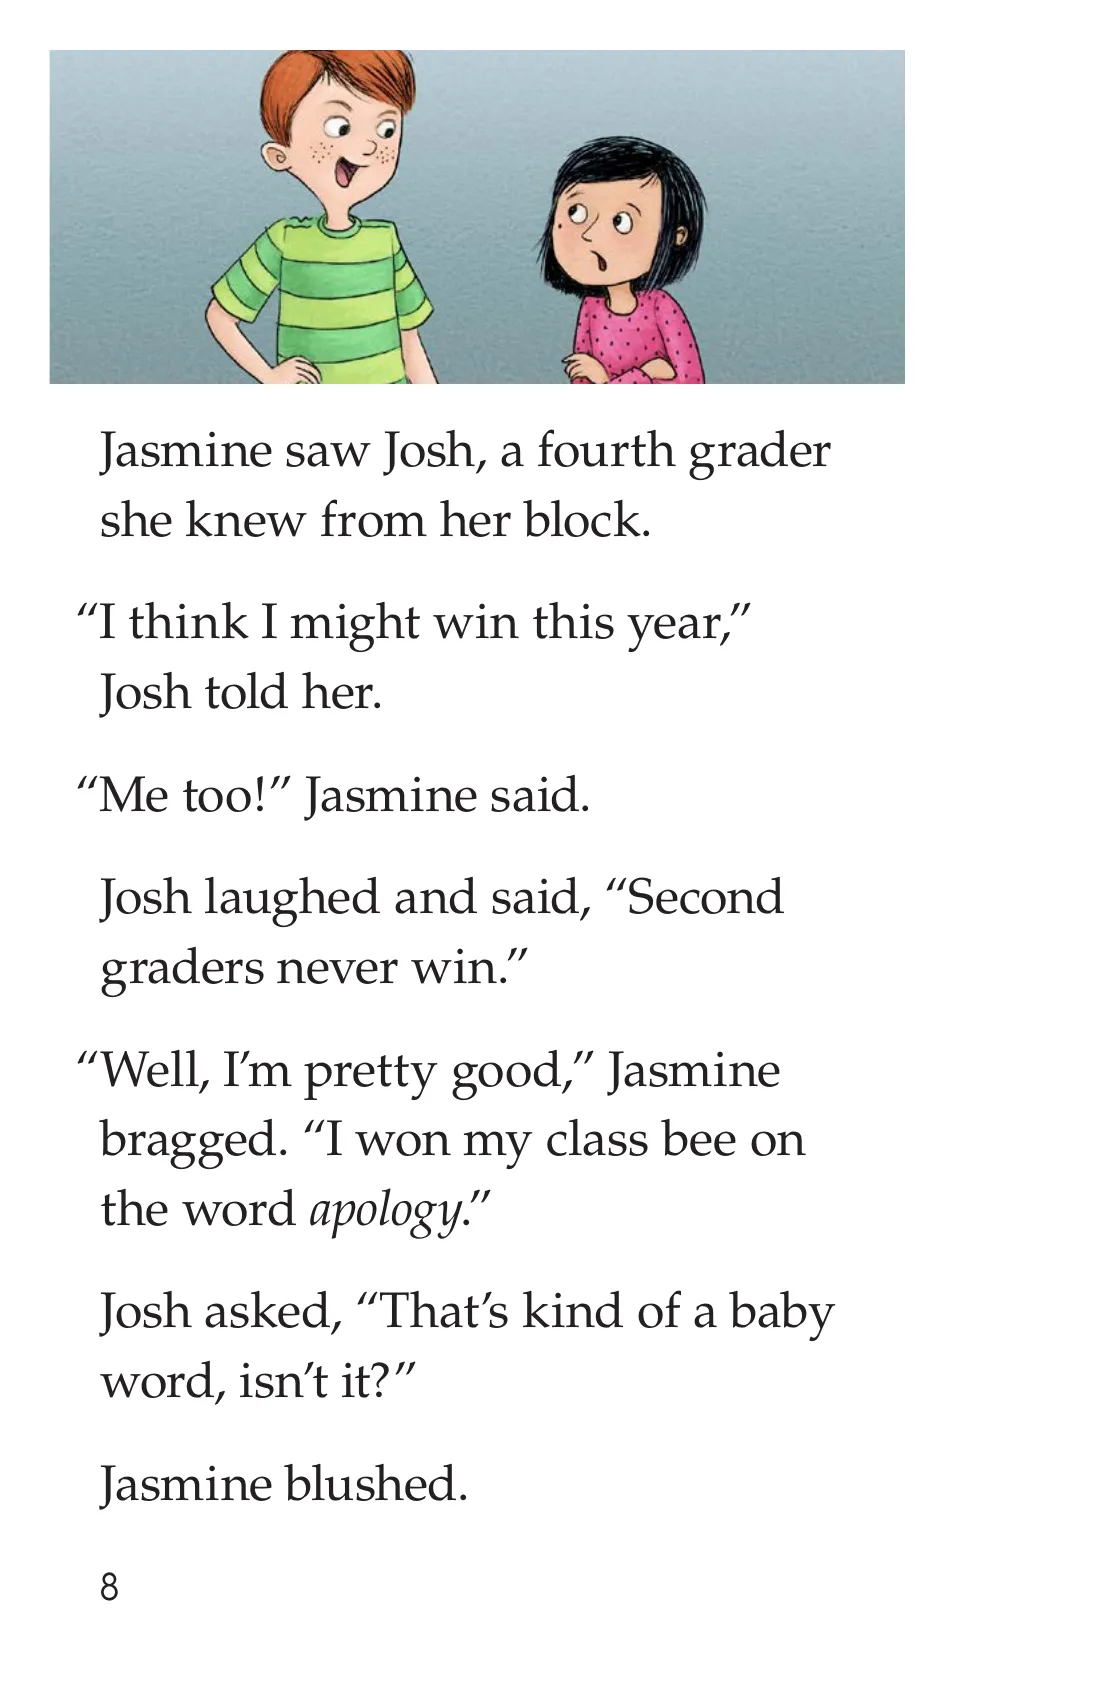 Jasmine saw Josh, a fourth grader
she knew from her block.
“I think I might win this year,”
Josh told her.
“Me too!” Jasmine said.
Josh laughed and said, “Second
graders never win.”
“Well, I’m pretty good,” Jasmine
bragged. “I won my class bee on
the word apology.”
Josh asked, “That’s kind of a baby
word, isn’t it?”
Jasmine blushed.
8